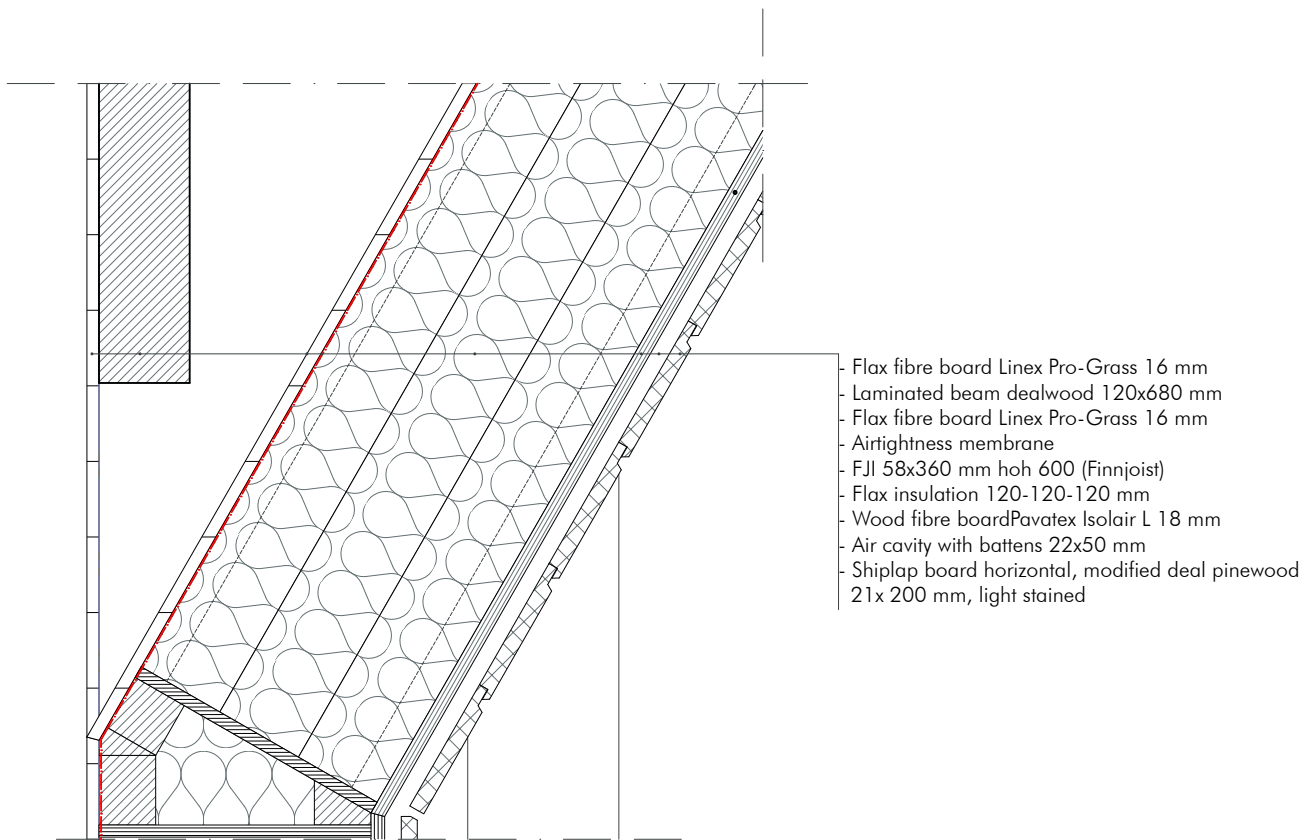 - Flax fibre board Linex Pro-Grass 16 mm
- Laminated beam dealwood 120x680 mm
- Flax fibre board Linex Pro-Grass 16 mm
- Airtightness membrane
- FJI 58x360 mm hoh 600 (Finnjoist)
- Flax insulation 120-120-120 mm
- Wood fibre boardPavatex Isolair L 18 mm
- Air cavity with battens 22x50 mm
- Shiplap board horizontal, modified deal pinewood
21x 200 mm, light stained